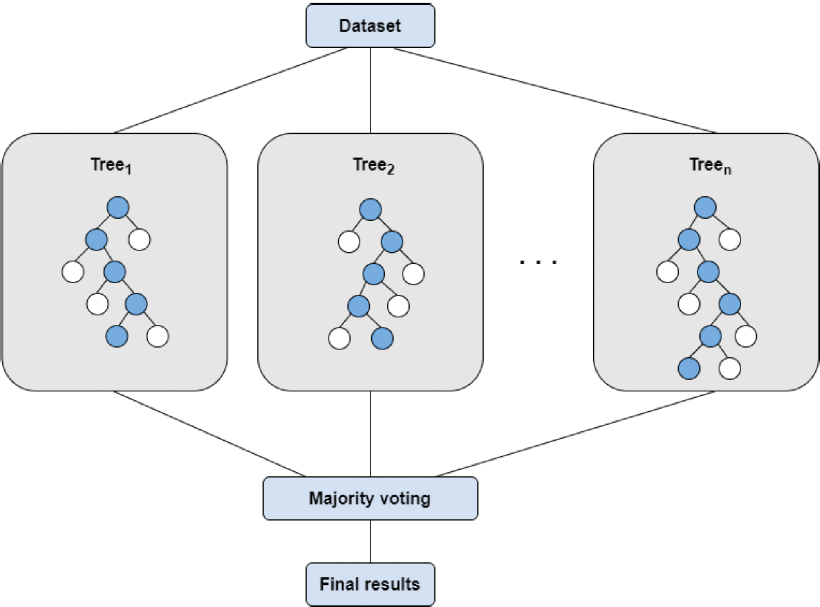 Dataset
Tree1
Tree2
Treen
. . .
Majority voting
Final results